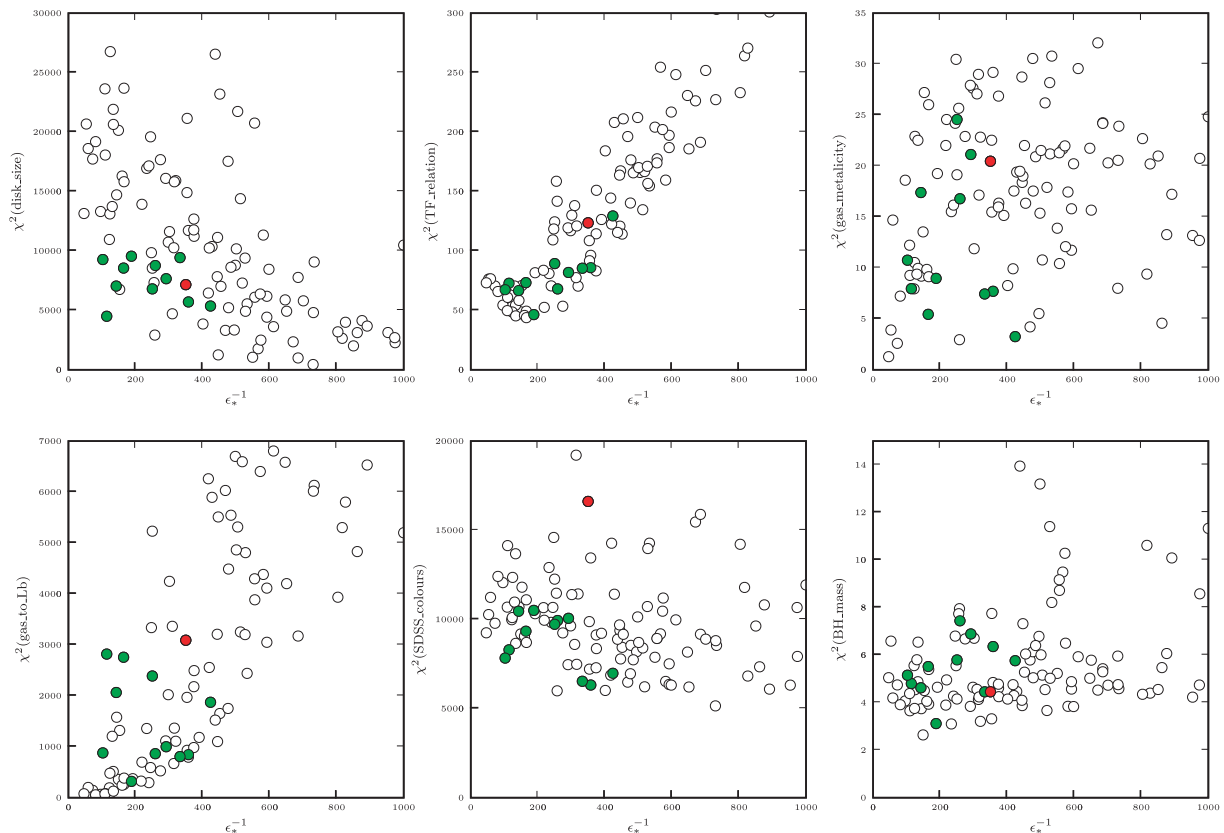 30000
25000
20000
15000
10000
5000
0
0 200 400 600 800 1000
χ²(disk_size)
ϵ∗⁻¹
300
250
200
150
100
50
0
0 200 400 600 800 1000
χ²(TF_relation)
ϵ∗⁻¹
35
30
25
20
15
10
5
0
0 200 400 600 800 1000
χ²(gas_metalicity)
ϵ∗⁻¹
7000
6000
5000
4000
3000
2000
1000
0
0 200 400 600 800 1000
χ²(gas_to_Lb)
ϵ∗⁻¹
20000
15000
10000
5000
0
0 200 400 600 800 1000
χ²(SDSS_colours)
ϵ∗⁻¹
14
12
10
8
6
4
2
0
0 200 400 600 800 1000
χ²(BH_mass)
ϵ∗⁻¹